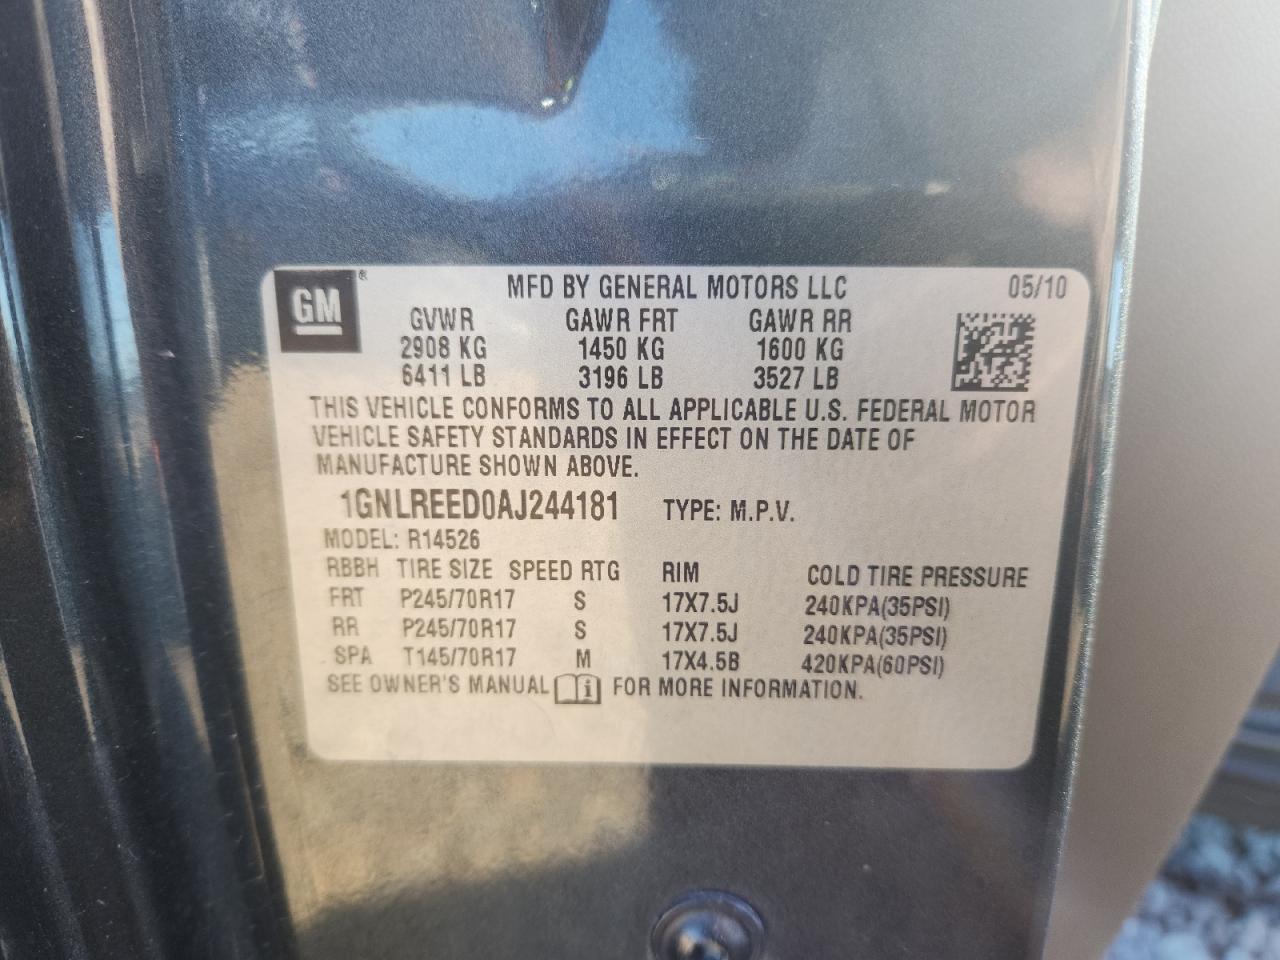 GM ® MFD BY GENERAL MOTORS LLC 05/10
GVWR GAWR FRT GAWR RR
2908 KG 1450 KG 1600 KG
6411 LB 3196 LB 3527 LB
THIS VEHICLE CONFORMS TO ALL APPLICABLE U.S. FEDERAL MOTOR
VEHICLE SAFETY STANDARDS IN EFFECT ON THE DATE OF
MANUFACTURE SHOWN ABOVE.
1GNLREED0AJ244181 TYPE: M.P.V.
MODEL: R14526
RBBH TIRE SIZE SPEED RTG RIM COLD TIRE PRESSURE
FRT P245/70R17 S 17X7.5J 240KPA(35PSI)
RR P245/70R17 S 17X7.5J 240KPA(35PSI)
SPA T145/70R17 M 17X4.5B 420KPA(60PSI)
SEE OWNER'S MANUAL i FOR MORE INFORMATION.